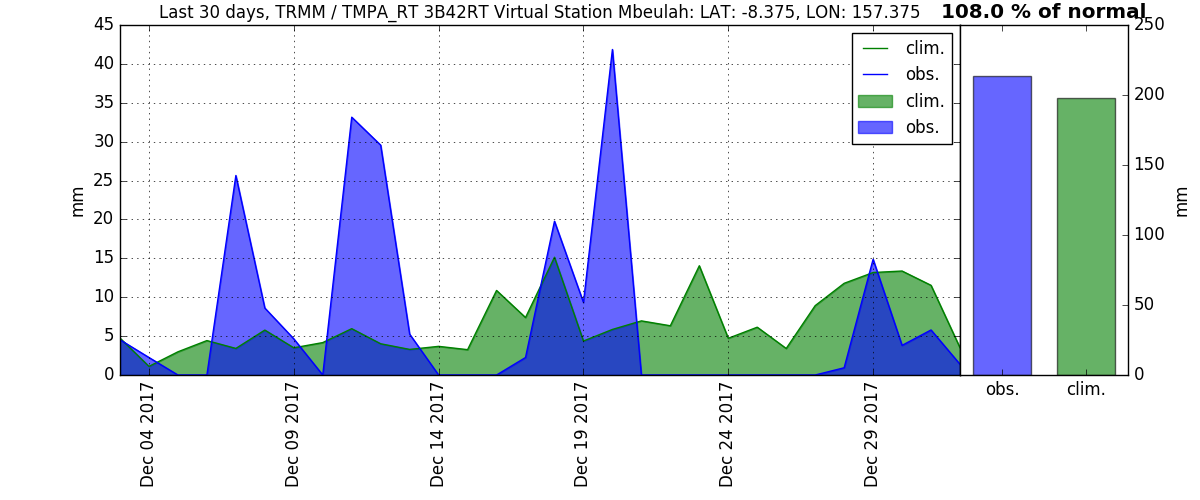 Last 30 days, TRMM / TMPA_RT 3B42RT Virtual Station Mbeulah: LAT: -8.375, LON: 157.375
108.0 % of normal
45
40
35
30
25
20
15
10
5
0
mm
clim.
obs.
clim.
obs.
Dec 04 2017
Dec 09 2017
Dec 14 2017
Dec 19 2017
Dec 24 2017
Dec 29 2017
obs.
clim.
250
200
150
100
50
0
mm